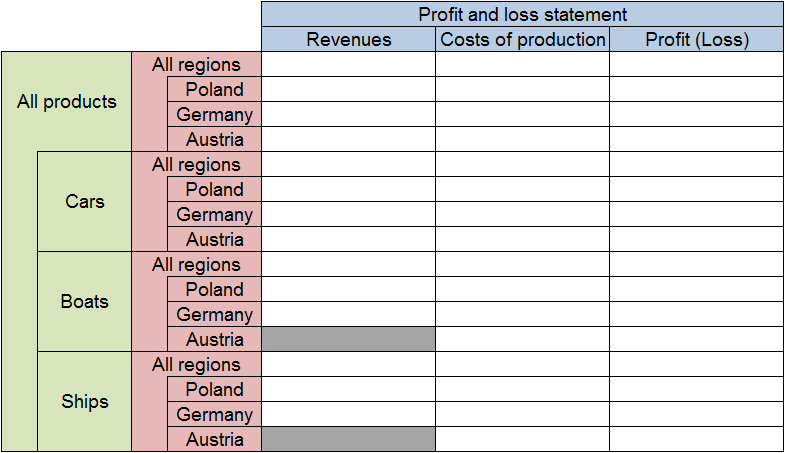 Profit and loss statement
Revenues Costs of production Profit (Loss)
All products All regions
Poland
Germany
Austria
Cars All regions
Poland
Germany
Austria
Boats All regions
Poland
Germany
Austria
Ships All regions
Poland
Germany
Austria